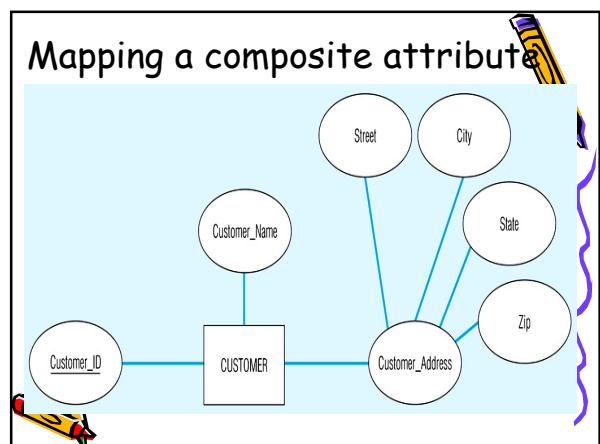 Mapping a composite attribute
Street
City
Customer_Name
State
Zip
Customer_ID
CUSTOMER
Customer_Address